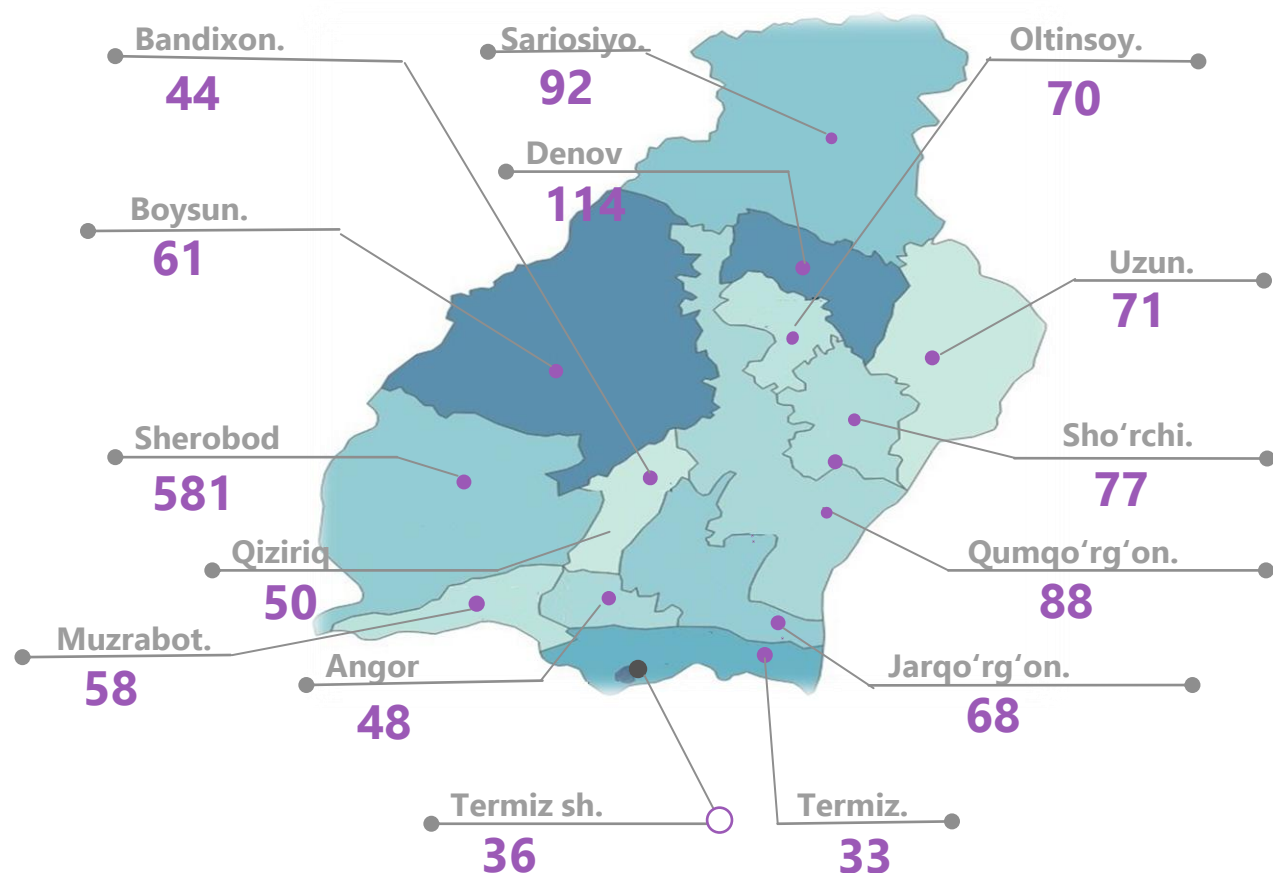 Bandixon.
44
Sariosiyo.
92
Oltinsoy.
70
Denov
114
Boysun.
61
Uzun.
71
Sherobod
581
Sho‘rchi.
77
Qiziriq
50
Qumqo‘rg‘on.
88
Muzrabot.
58
Angor
48
Jarqo‘rg‘on.
68
Termiz sh.
36
Termiz.
33